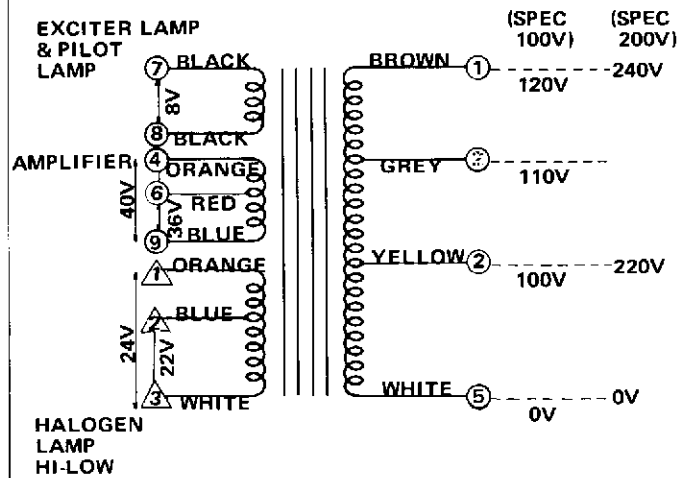 EXCITER LAMP
& PILOT
LAMP
(SPEC 100V)
(SPEC 200V)
7 BLACK
8V
8 BLACK
AMPLIFIER 4 ORANGE
40V
6 RED
36V
9 BLUE
1 ORANGE
24V
2 BLUE
22V
3 WHITE
HALOGEN
LAMP
HI-LOW
BROWN 1 120V 240V
GREY 110V
YELLOW 2 100V 220V
WHITE 5 0V 0V